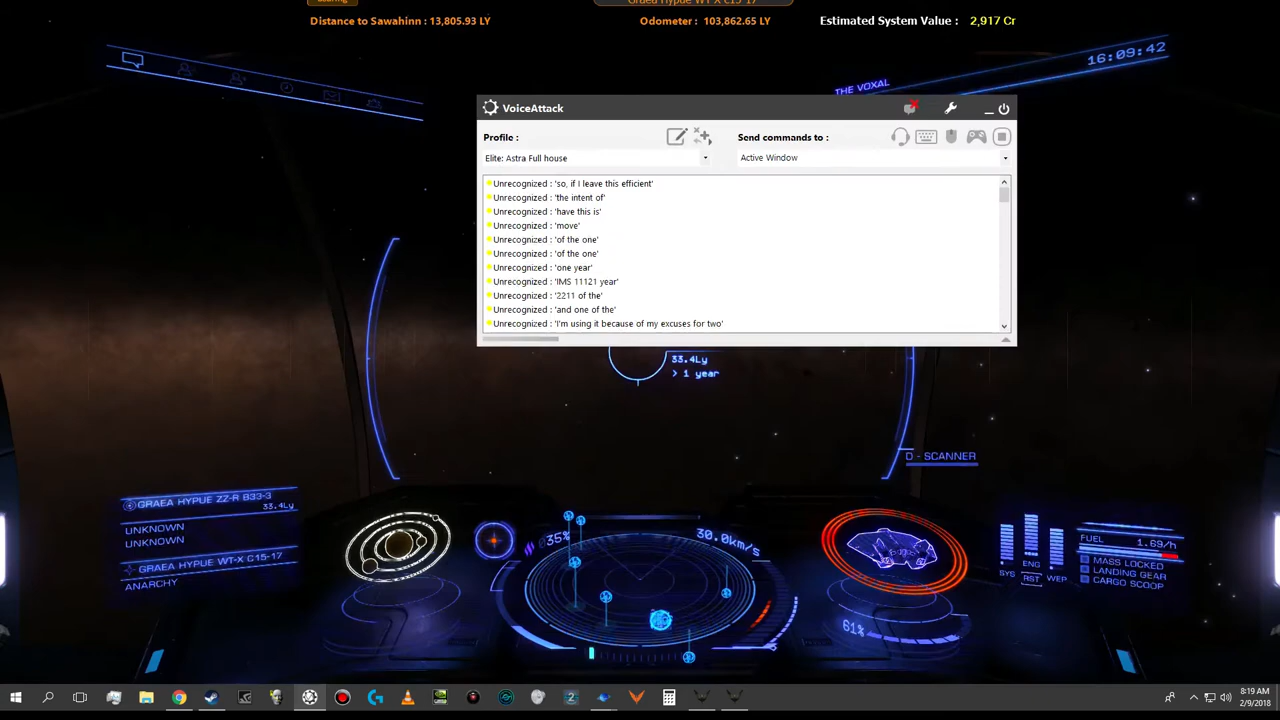 Distance to Sawahinn : 13,805.93 LY
Odometer : 103,862.65 LY
Estimated System Value : 2,917 Cr
16:09:42
THE VOXAL
VoiceAttack
Profile :
Send commands to :
Elite: Astra Full house
Active Window
Unrecognized : 'so, if I leave this efficient'
Unrecognized : 'the intent of'
Unrecognized : 'have this is'
Unrecognized : 'move'
Unrecognized : 'of the one'
Unrecognized : 'of the one'
Unrecognized : 'one year'
Unrecognized : 'IMS 11121 year'
Unrecognized : '2211 of the'
Unrecognized : 'and one of the'
Unrecognized : 'I'm using it because of my excuses for two'
33.4Ly
> 1 year
D - SCANNER
GRAEA HYPUE ZZ-R B33-3
33.4Ly
UNKNOWN
UNKNOWN
GRAEA HYPUE WT-X C15-17
ANARCHY
35%
30.0km/s
SYS
ENG
RST
WEP
FUEL
1.69/h
MASS LOCKED
LANDING GEAR
CARGO SCOOP
61%
8:19 AM
2/9/2018